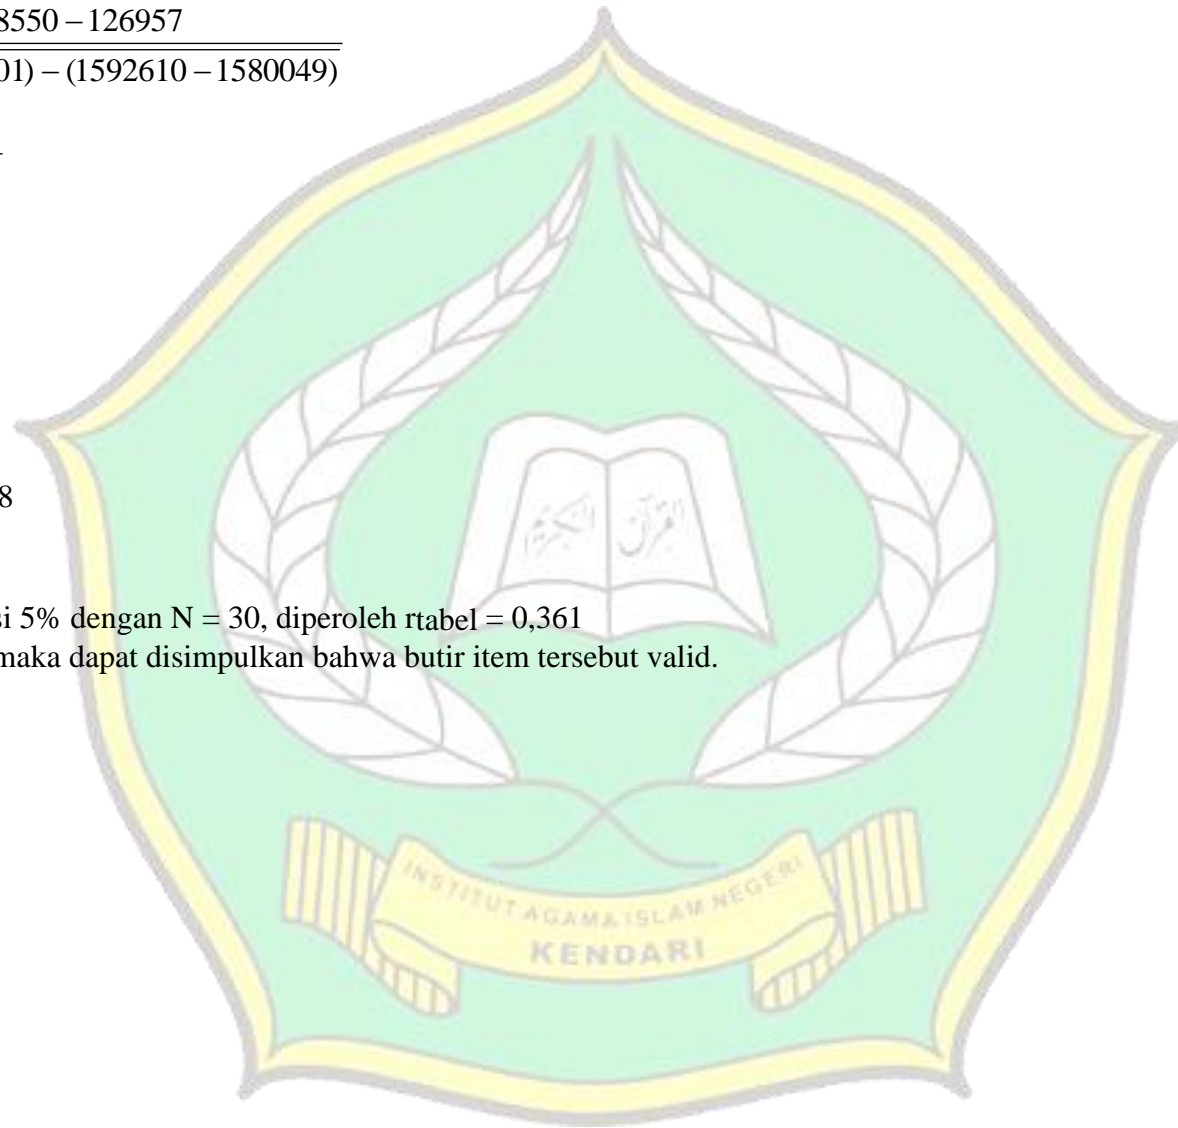 8550 – 126957
01) – (1592610 – 1580049)
8
si 5% dengan N = 30, diperoleh rtabel = 0,361
maka dapat disimpulkan bahwa butir item tersebut valid.
INSTITUT AGAMA ISLAM NEGERI
KENDARI